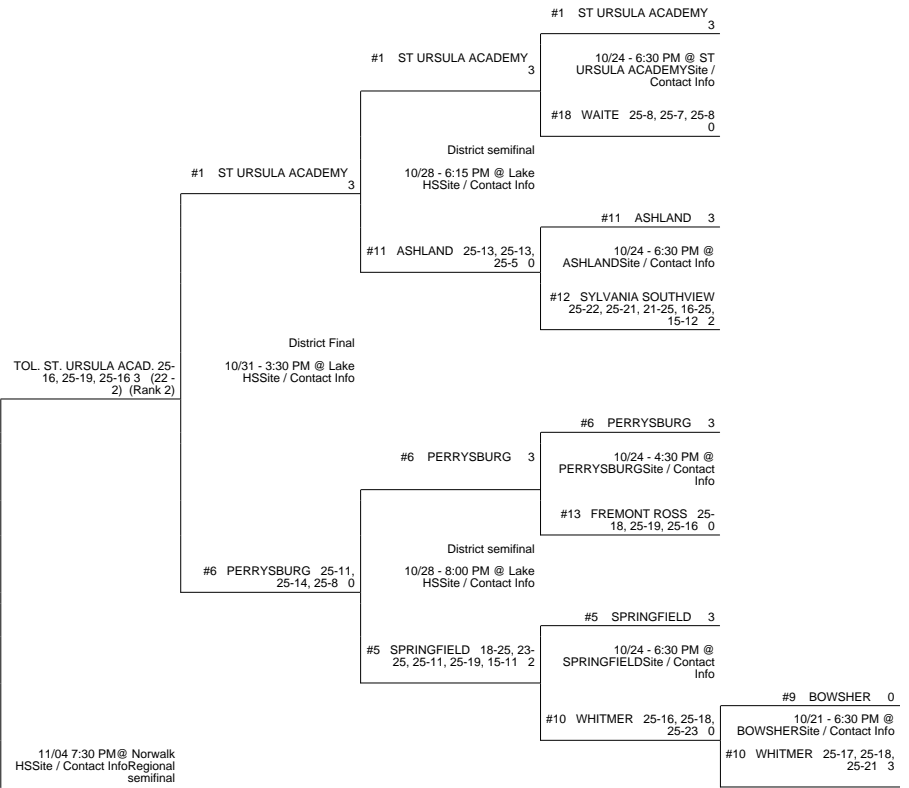 #1 ST URSULA ACADEMY
3
10/24 - 6:30 PM @ ST
URSULA ACADEMYSite /
Contact Info
#18 WAITE 25-8, 25-7, 25-8
0
#1 ST URSULA ACADEMY
3
District semifinal
10/28 - 6:15 PM @ Lake
HSSite / Contact Info
#11 ASHLAND 3
10/24 - 6:30 PM @
ASHLANDSite / Contact Info
#12 SYLVANIA SOUTHVIEW
25-22, 25-21, 21-25, 16-25,
15-12 2
#11 ASHLAND 25-13, 25-13,
25-5 0
#1 ST URSULA ACADEMY
3
District Final
10/31 - 3:30 PM @ Lake
HSSite / Contact Info
TOL. ST. URSULA ACAD. 25-
16, 25-19, 25-16 3 (22 -
2) (Rank 2)
#6 PERRYSBURG 3
10/24 - 4:30 PM @
PERRYSBURGSite / Contact
Info
#13 FREMONT ROSS 25-
18, 25-19, 25-16 0
#6 PERRYSBURG 3
District semifinal
10/28 - 8:00 PM @ Lake
HSSite / Contact Info
#6 PERRYSBURG 25-11,
25-14, 25-8 0
#5 SPRINGFIELD 3
10/24 - 6:30 PM @
SPRINGFIELDSite / Contact
Info
#5 SPRINGFIELD 18-25, 23-
25, 25-11, 25-19, 15-11 2
#10 WHITMER 25-16, 25-18,
25-23 0
#9 BOWSHER 0
10/21 - 6:30 PM @
BOWSHERSite / Contact Info
#10 WHITMER 25-17, 25-18,
25-21 3
11/04 7:30 PM@ Norwalk
HSSite / Contact InfoRegional
semifinal